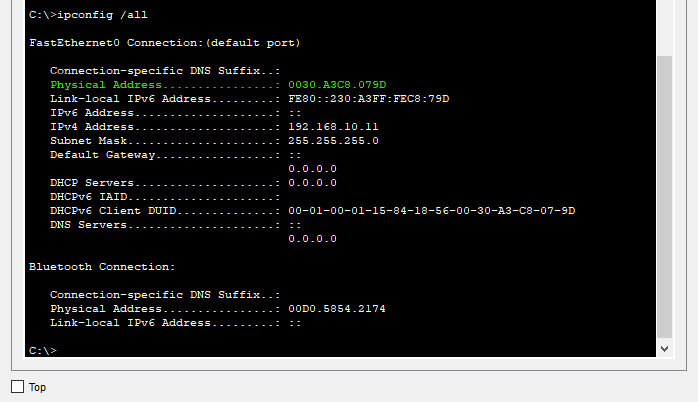 C:\>ipconfig /all
FastEthernet0 Connection:(default port)
Connection-specific DNS Suffix..:
Physical Address................: 0030.A3C8.079D
Link-local IPv6 Address.........: FE80::230:A3FF:FEC8:79D
IPv6 Address....................: ::
IPv4 Address....................: 192.168.10.11
Subnet Mask.....................: 255.255.255.0
Default Gateway.................: ::
0.0.0.0
DHCP Servers....................: 0.0.0.0
DHCPv6 IAID.....................:
DHCPv6 Client DUID..............: 00-01-00-01-15-84-18-56-00-30-A3-C8-07-9D
DNS Servers.....................: ::
0.0.0.0
Bluetooth Connection:
Connection-specific DNS Suffix..:
Physical Address................: 00D0.5854.2174
Link-local IPv6 Address.........: ::
C:\>
Top